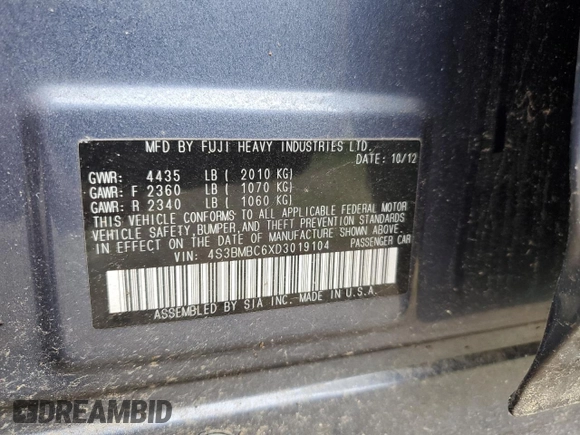 MFD BY FUJI HEAVY INDUSTRIES LTD.
DATE: 10/12
GVWR: 4435 LB ( 2010 KG)
GAWR: F 2360 LB ( 1070 KG)
GAWR: R 2340 LB ( 1060 KG)
THIS VEHICLE CONFORMS TO ALL APPLICABLE FEDERAL MOTOR
VEHICLE SAFETY, BUMPER, AND THEFT PREVENTION STANDARDS
IN EFFECT ON THE DATE OF MANUFACTURE SHOWN ABOVE.
VIN: 4S3BMBC6XD3019104 PASSENGER CAR
ASSEMBLED BY SIA INC. MADE IN U.S.A.
DREAMBID